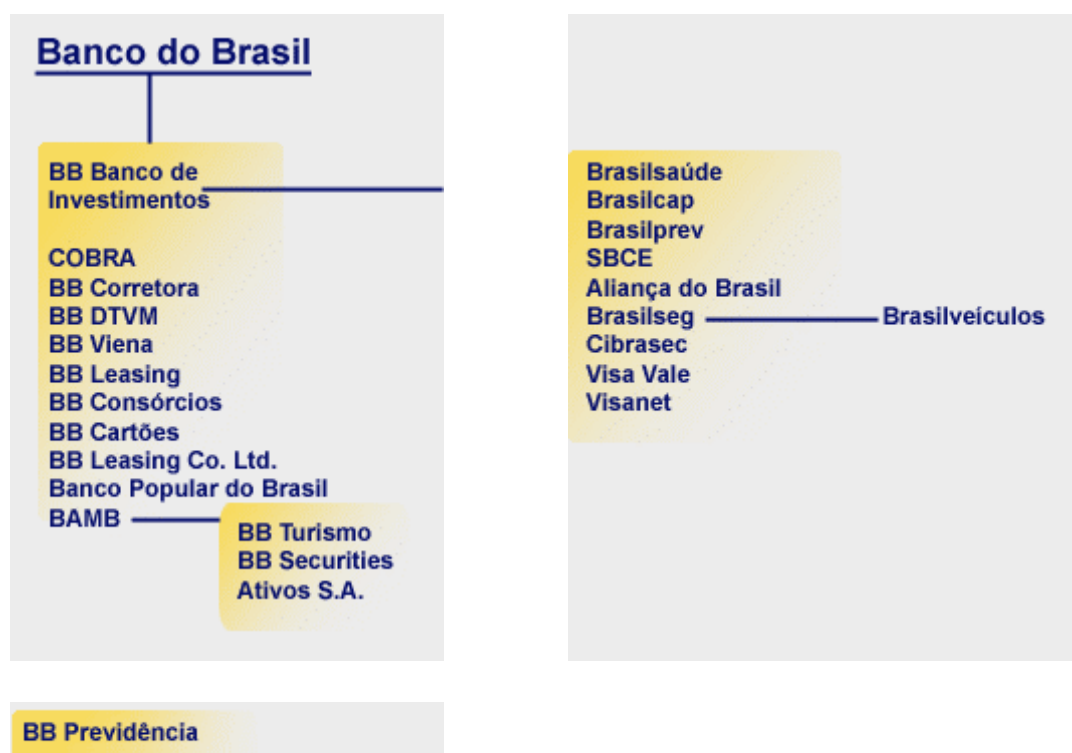 Banco do Brasil
BB Banco de
Investimentos
COBRA
BB Corretora
BB DTVM
BB Viena
BB Leasing
BB Consórcios
BB Cartões
BB Leasing Co. Ltd.
Banco Popular do Brasil
BAMB
BB Turismo
BB Securities
Ativos S.A.
Brasilsaúde
Brasilcap
Brasilprev
SBCE
Aliança do Brasil
Brasilseg
Brasilveículos
Cibrasec
Visa Vale
Visanet
BB Previdência